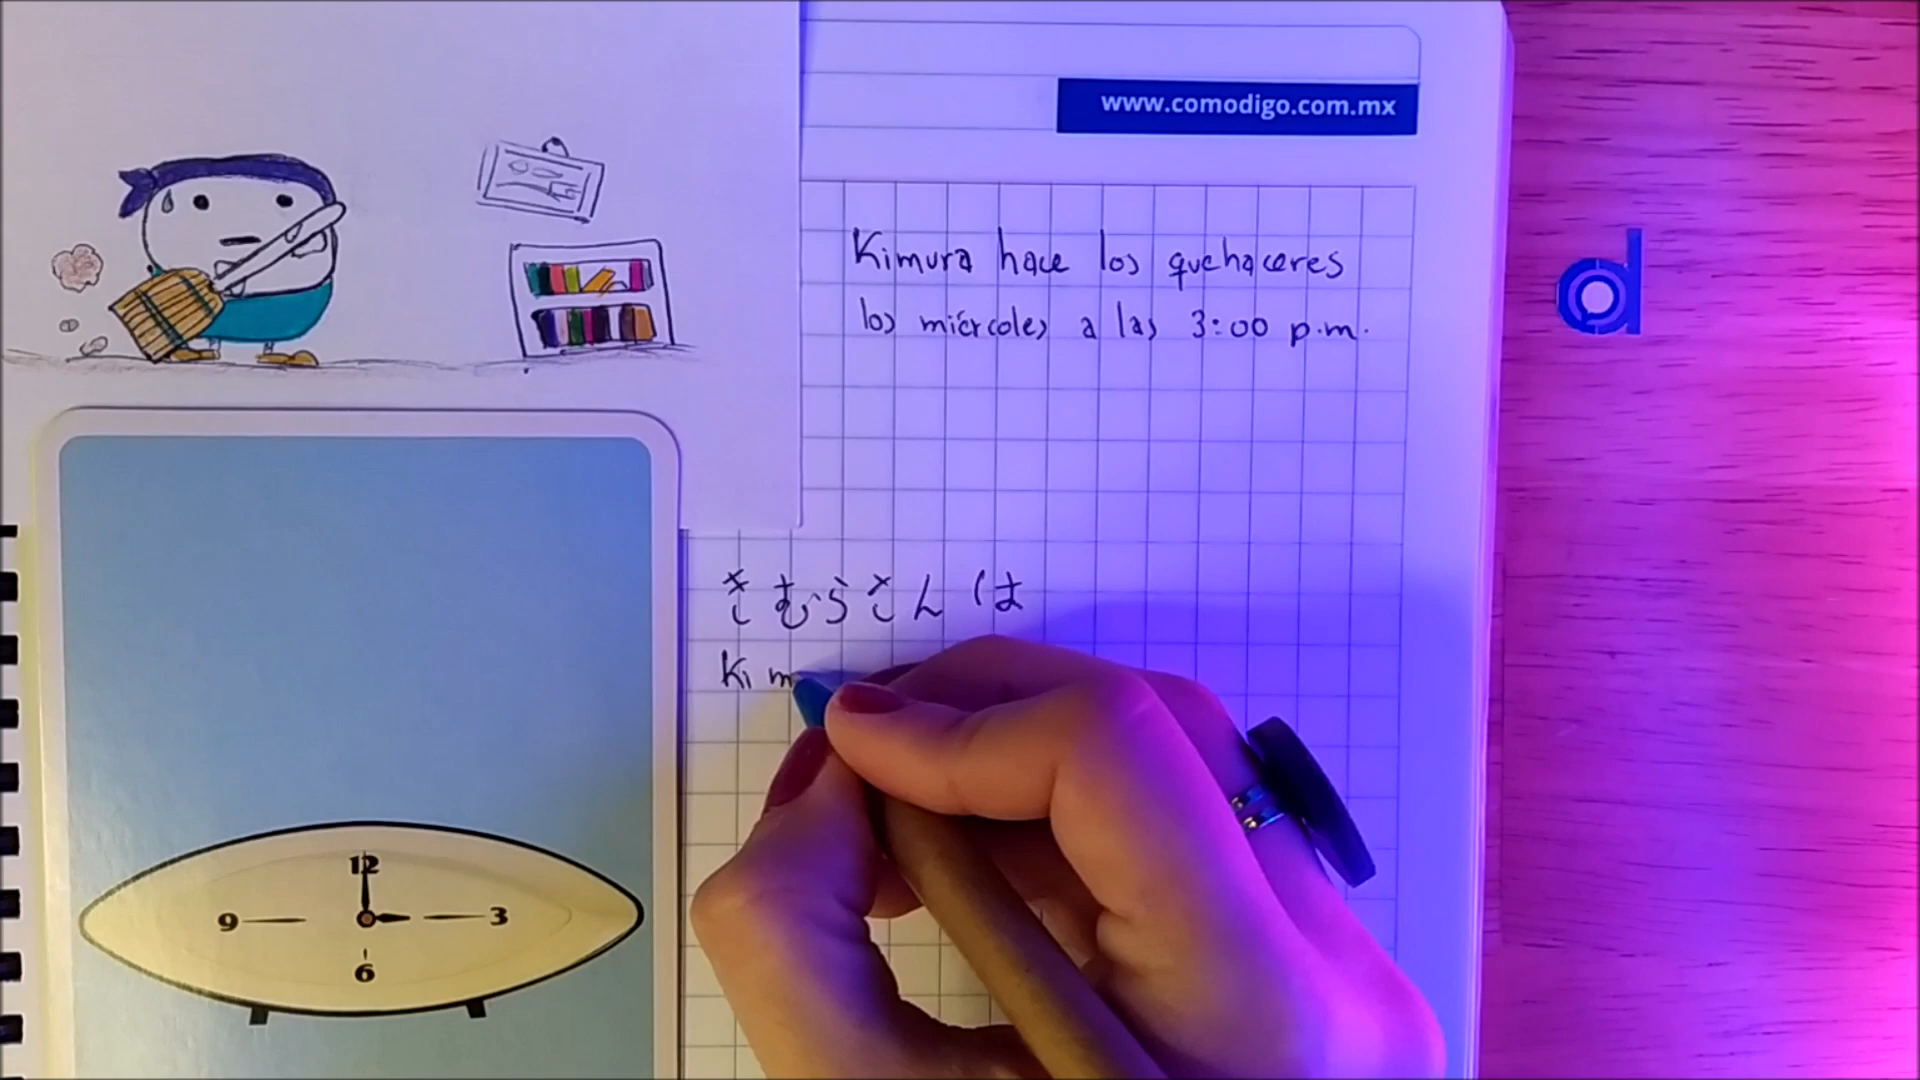 www.comodigo.com.mx
Kimura hace los quehaceres
los miércoles a las 3:00 p.m.
きむらさんは
Kim
12
9 3
6
d